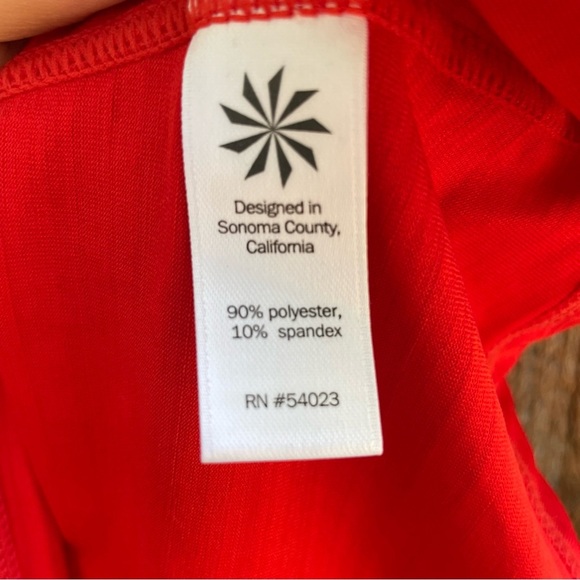 Designed in
Sonoma County,
California
90% polyester,
10% spandex
RN #54023